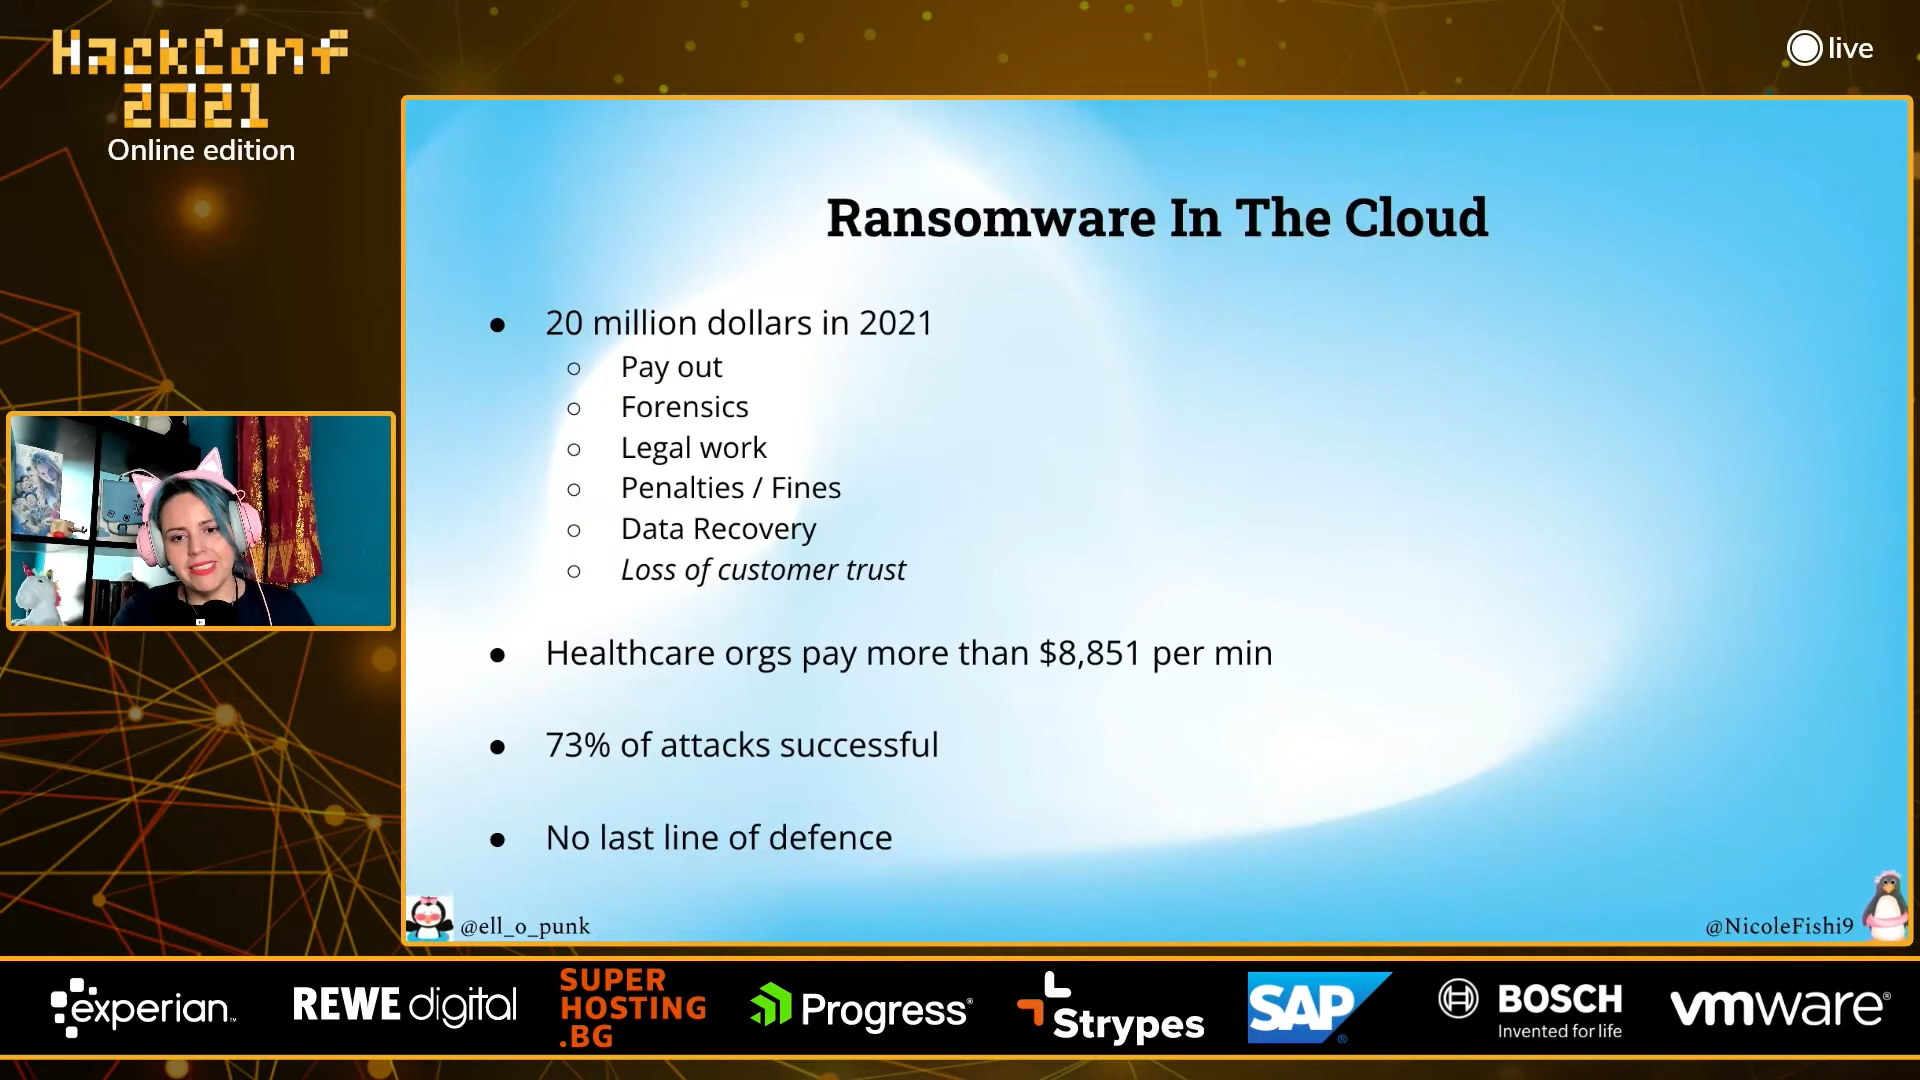 HackConf
2021
Online edition
live
Ransomware In The Cloud
● 20 million dollars in 2021
○ Pay out
○ Forensics
○ Legal work
○ Penalties / Fines
○ Data Recovery
○ Loss of customer trust
● Healthcare orgs pay more than $8,851 per min
● 73% of attacks successful
● No last line of defence
@ell_o_punk
@NicoleFishi9
experian™
REWE digital
SUPER
HOSTING
.BG
Progress®
Strypes
SAP®
BOSCH
Invented for life
vmware®